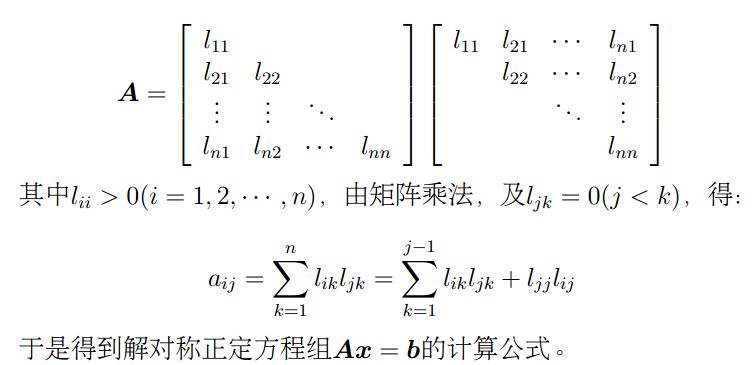 $$\boldsymbol{A} = \begin{bmatrix} l_{11} & & & \\ l_{21} & l_{22} & & \\ \vdots & \vdots & \ddots & \\ l_{n1} & l_{n2} & \cdots & l_{nn} \end{bmatrix} \begin{bmatrix} l_{11} & l_{21} & \cdots & l_{n1} \\ & l_{22} & \cdots & l_{n2} \\ & & \ddots & \vdots \\ & & & l_{nn} \end{bmatrix}$$
其中$l_{ii} > 0(i = 1, 2, \cdots, n)$，由矩阵乘法，及$l_{jk} = 0(j < k)$，得：
$$a_{ij} = \sum_{k=1}^{n} l_{ik}l_{jk} = \sum_{k=1}^{j-1} l_{ik}l_{jk} + l_{jj}l_{ij}$$
于是得到解对称正定方程组$\boldsymbol{Ax} = \boldsymbol{b}$的计算公式。